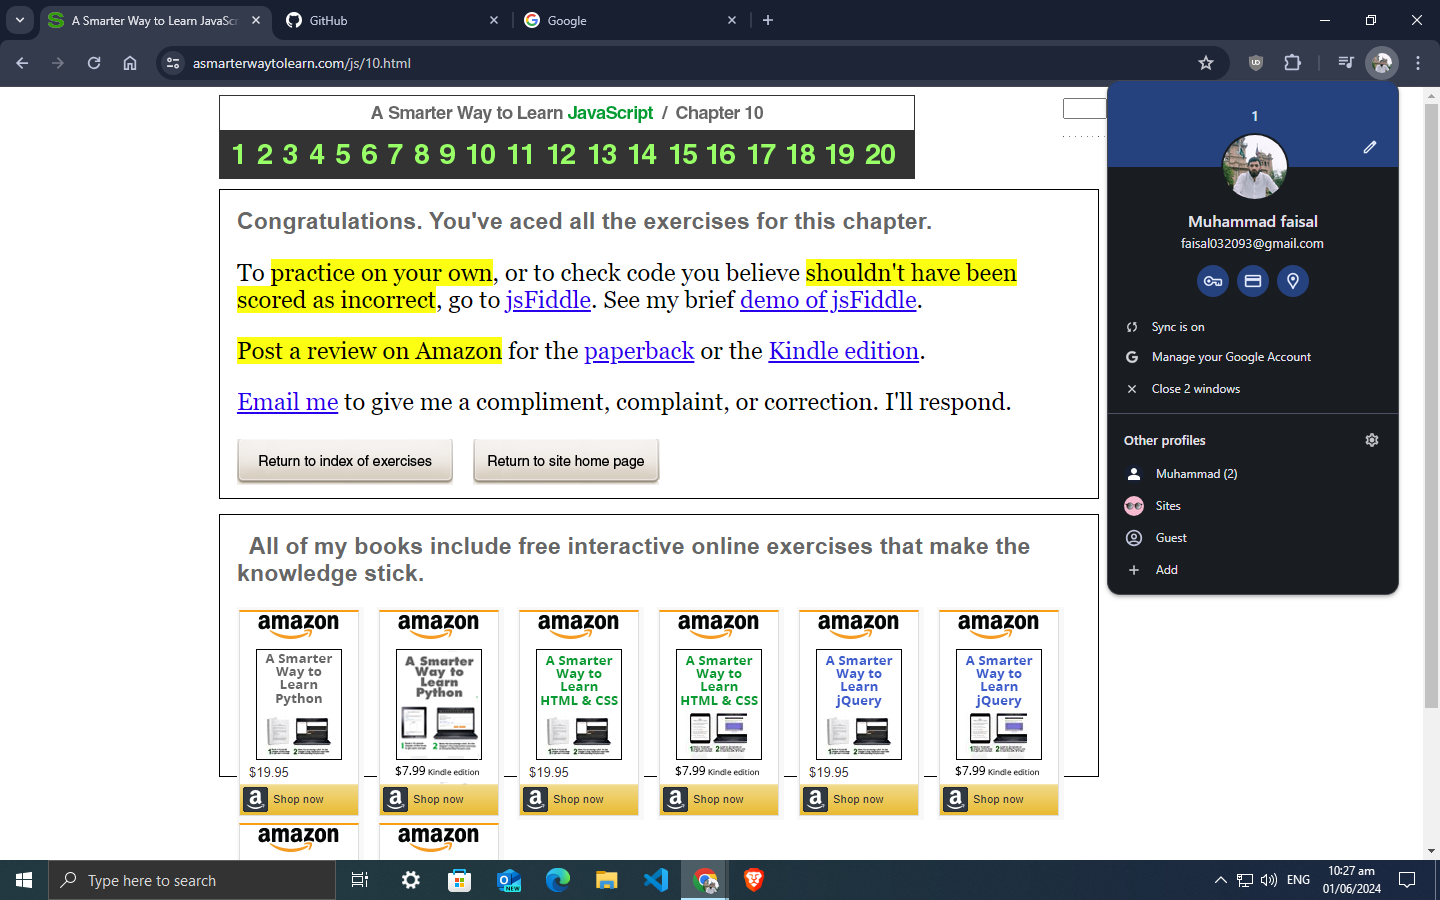 A Smarter Way to Learn JavaScr
GitHub
Google
asmarterwaytolearn.com/js/10.html
A Smarter Way to Learn JavaScript / Chapter 10
1 2 3 4 5 6 7 8 9 10 11 12 13 14 15 16 17 18 19 20
Congratulations. You've aced all the exercises for this chapter.
To practice on your own, or to check code you believe shouldn't have been
scored as incorrect, go to jsFiddle. See my brief demo of jsFiddle.
Post a review on Amazon for the paperback or the Kindle edition.
Email me to give me a compliment, complaint, or correction. I'll respond.
Return to index of exercises
Return to site home page
All of my books include free interactive online exercises that make the
knowledge stick.
amazon
A Smarter
Way to
Learn
Python
$19.95
Shop now
amazon
A Smarter
Way to
Learn
Python
$7.99 Kindle edition
Shop now
amazon
A Smarter
Way to
Learn
HTML & CSS
$19.95
Shop now
amazon
A Smarter
Way to
Learn
HTML & CSS
$7.99 Kindle edition
Shop now
amazon
A Smarter
Way to
Learn
jQuery
$19.95
Shop now
amazon
A Smarter
Way to
Learn
jQuery
$7.99 Kindle edition
Shop now
amazon
amazon
1
Muhammad faisal
faisal032093@gmail.com
Sync is on
Manage your Google Account
Close 2 windows
Other profiles
Muhammad (2)
Sites
Guest
Add
Type here to search
NEW
ENG
10:27 am
01/06/2024